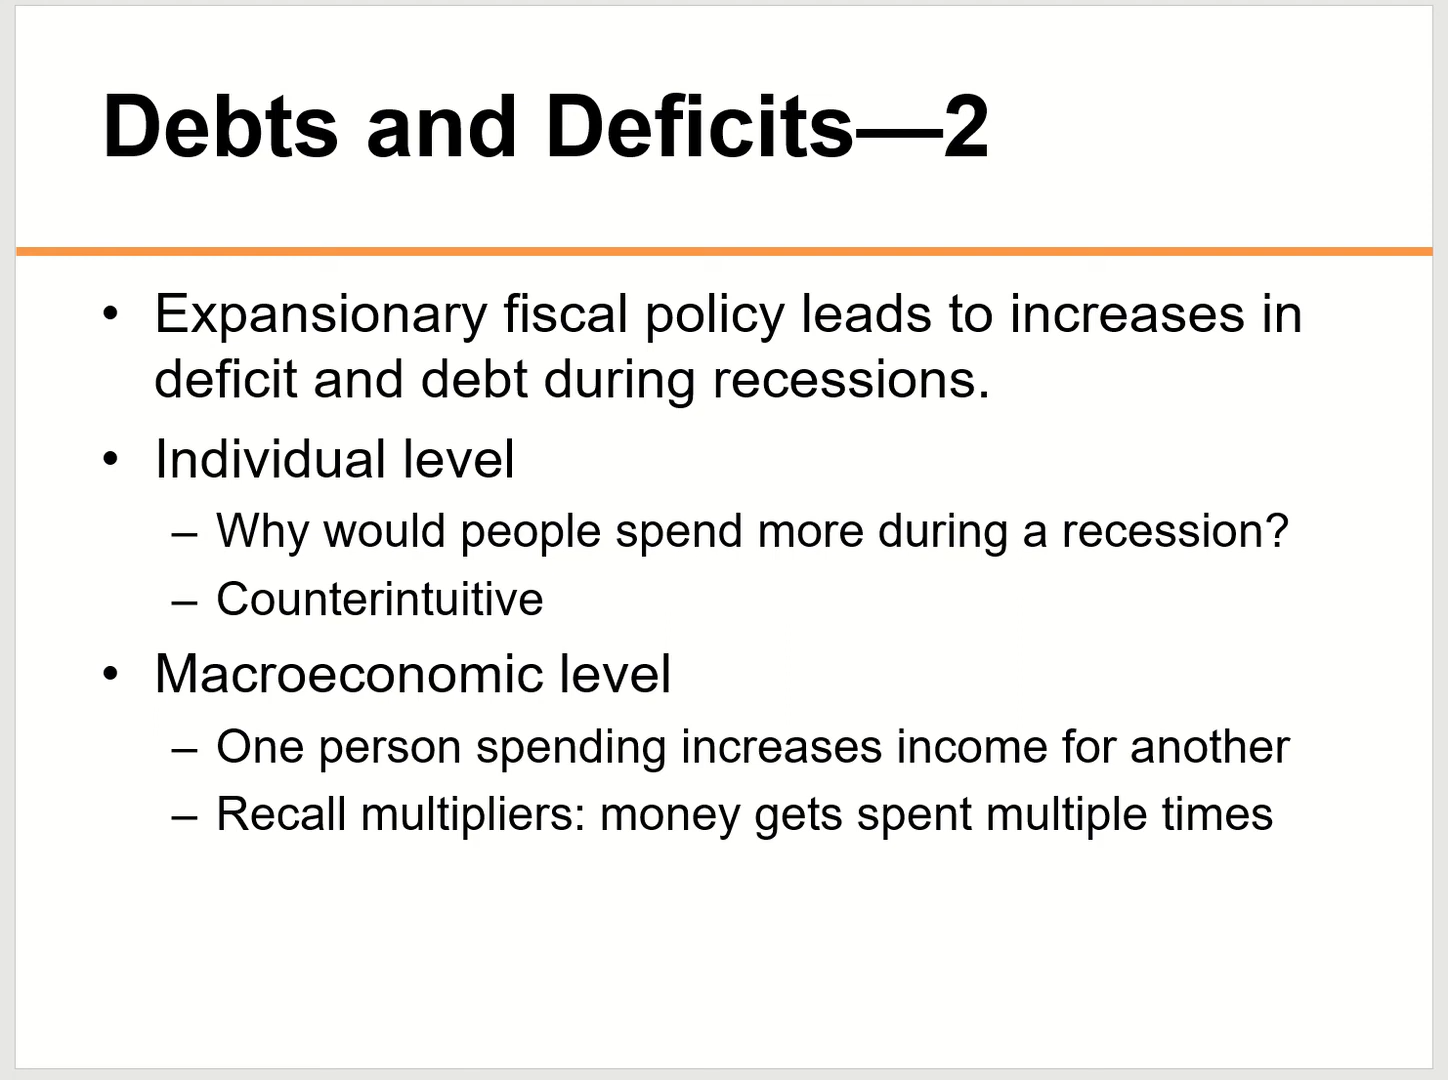 Debts and Deficits—2
• Expansionary fiscal policy leads to increases in
deficit and debt during recessions.
• Individual level
– Why would people spend more during a recession?
– Counterintuitive
• Macroeconomic level
– One person spending increases income for another
– Recall multipliers: money gets spent multiple times